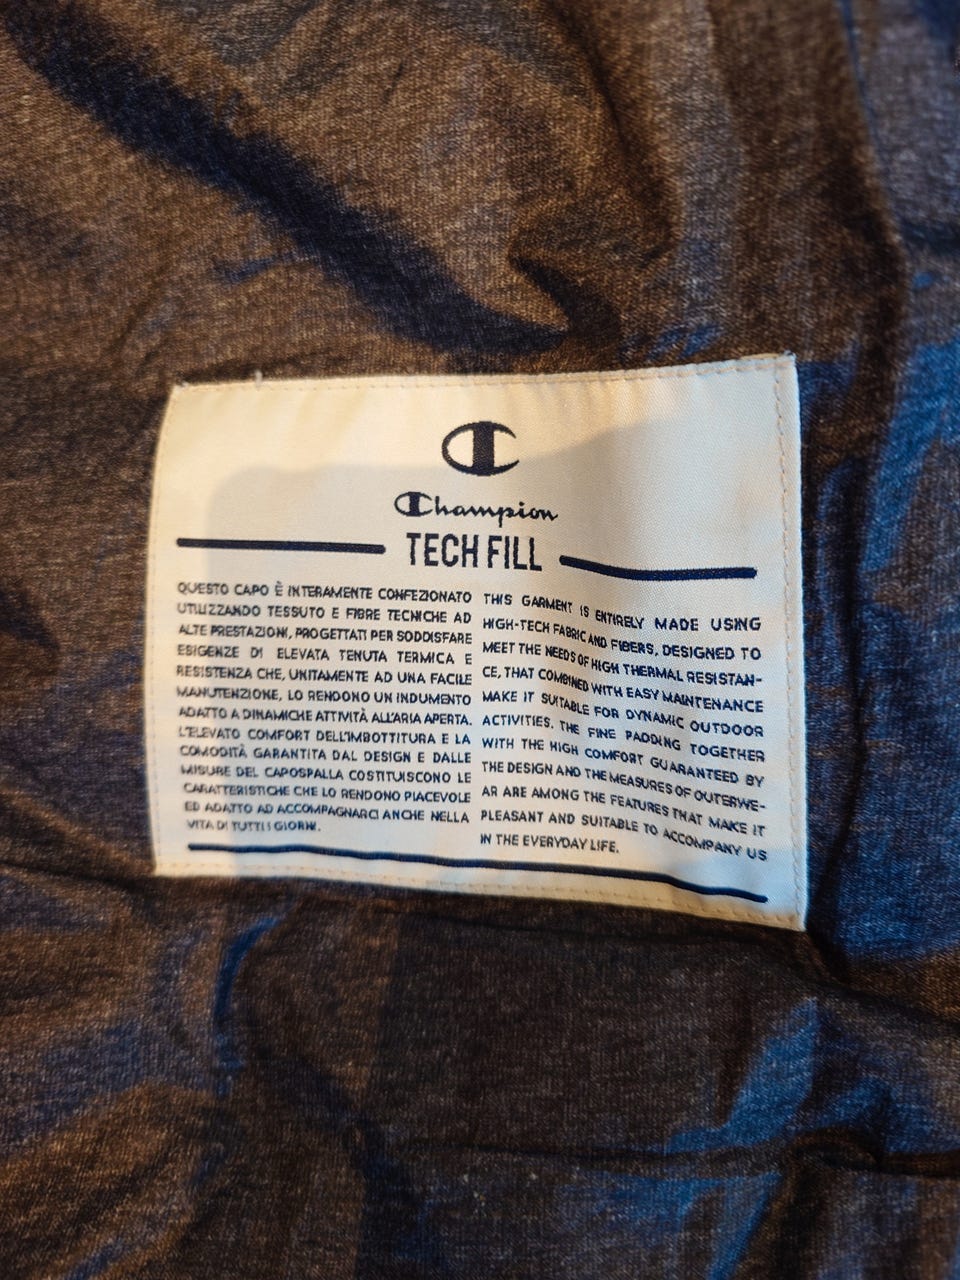 Champion
TECH FILL
QUESTO CAPO È INTERAMENTE CONFEZIONATO
UTILIZZANDO TESSUTO E FIBRE TECNICHE AD
ALTE PRESTAZIONI, PROGETTATI PER SODDISFARE
ESIGENZE DI ELEVATA TENUTA TERMICA E
RESISTENZA CHE, UNITAMENTE AD UNA FACILE
MANUTENZIONE, LO RENDONO UN INDUMENTO
ADATTO A DINAMICHE ATTIVITÀ ALL'ARIA APERTA.
L'ELEVATO COMFORT DELL'IMBOTTITURA E LA
COMODITÀ GARANTITA DAL DESIGN E DALLE
MISURE DEL CAPOSPALLA COSTITUISCONO LE
CARATTERISTICHE CHE LO RENDONO PIACEVOLE
ED ADATTO AD ACCOMPAGNARCI ANCHE NELLA
VITA DI TUTTI I GIORNI.
THIS GARMENT IS ENTIRELY MADE USING
HIGH-TECH FABRIC AND FIBERS, DESIGNED TO
MEET THE NEEDS OF HIGH THERMAL RESISTAN-
CE, THAT COMBINED WITH EASY MAINTENANCE
MAKE IT SUITABLE FOR DYNAMIC OUTDOOR
ACTIVITIES. THE FINE PADDING TOGETHER
WITH THE HIGH COMFORT GUARANTEED BY
THE DESIGN AND THE MEASURES OF OUTERWE-
AR ARE AMONG THE FEATURES THAT MAKE IT
PLEASANT AND SUITABLE TO ACCOMPANY US
IN THE EVERYDAY LIFE.